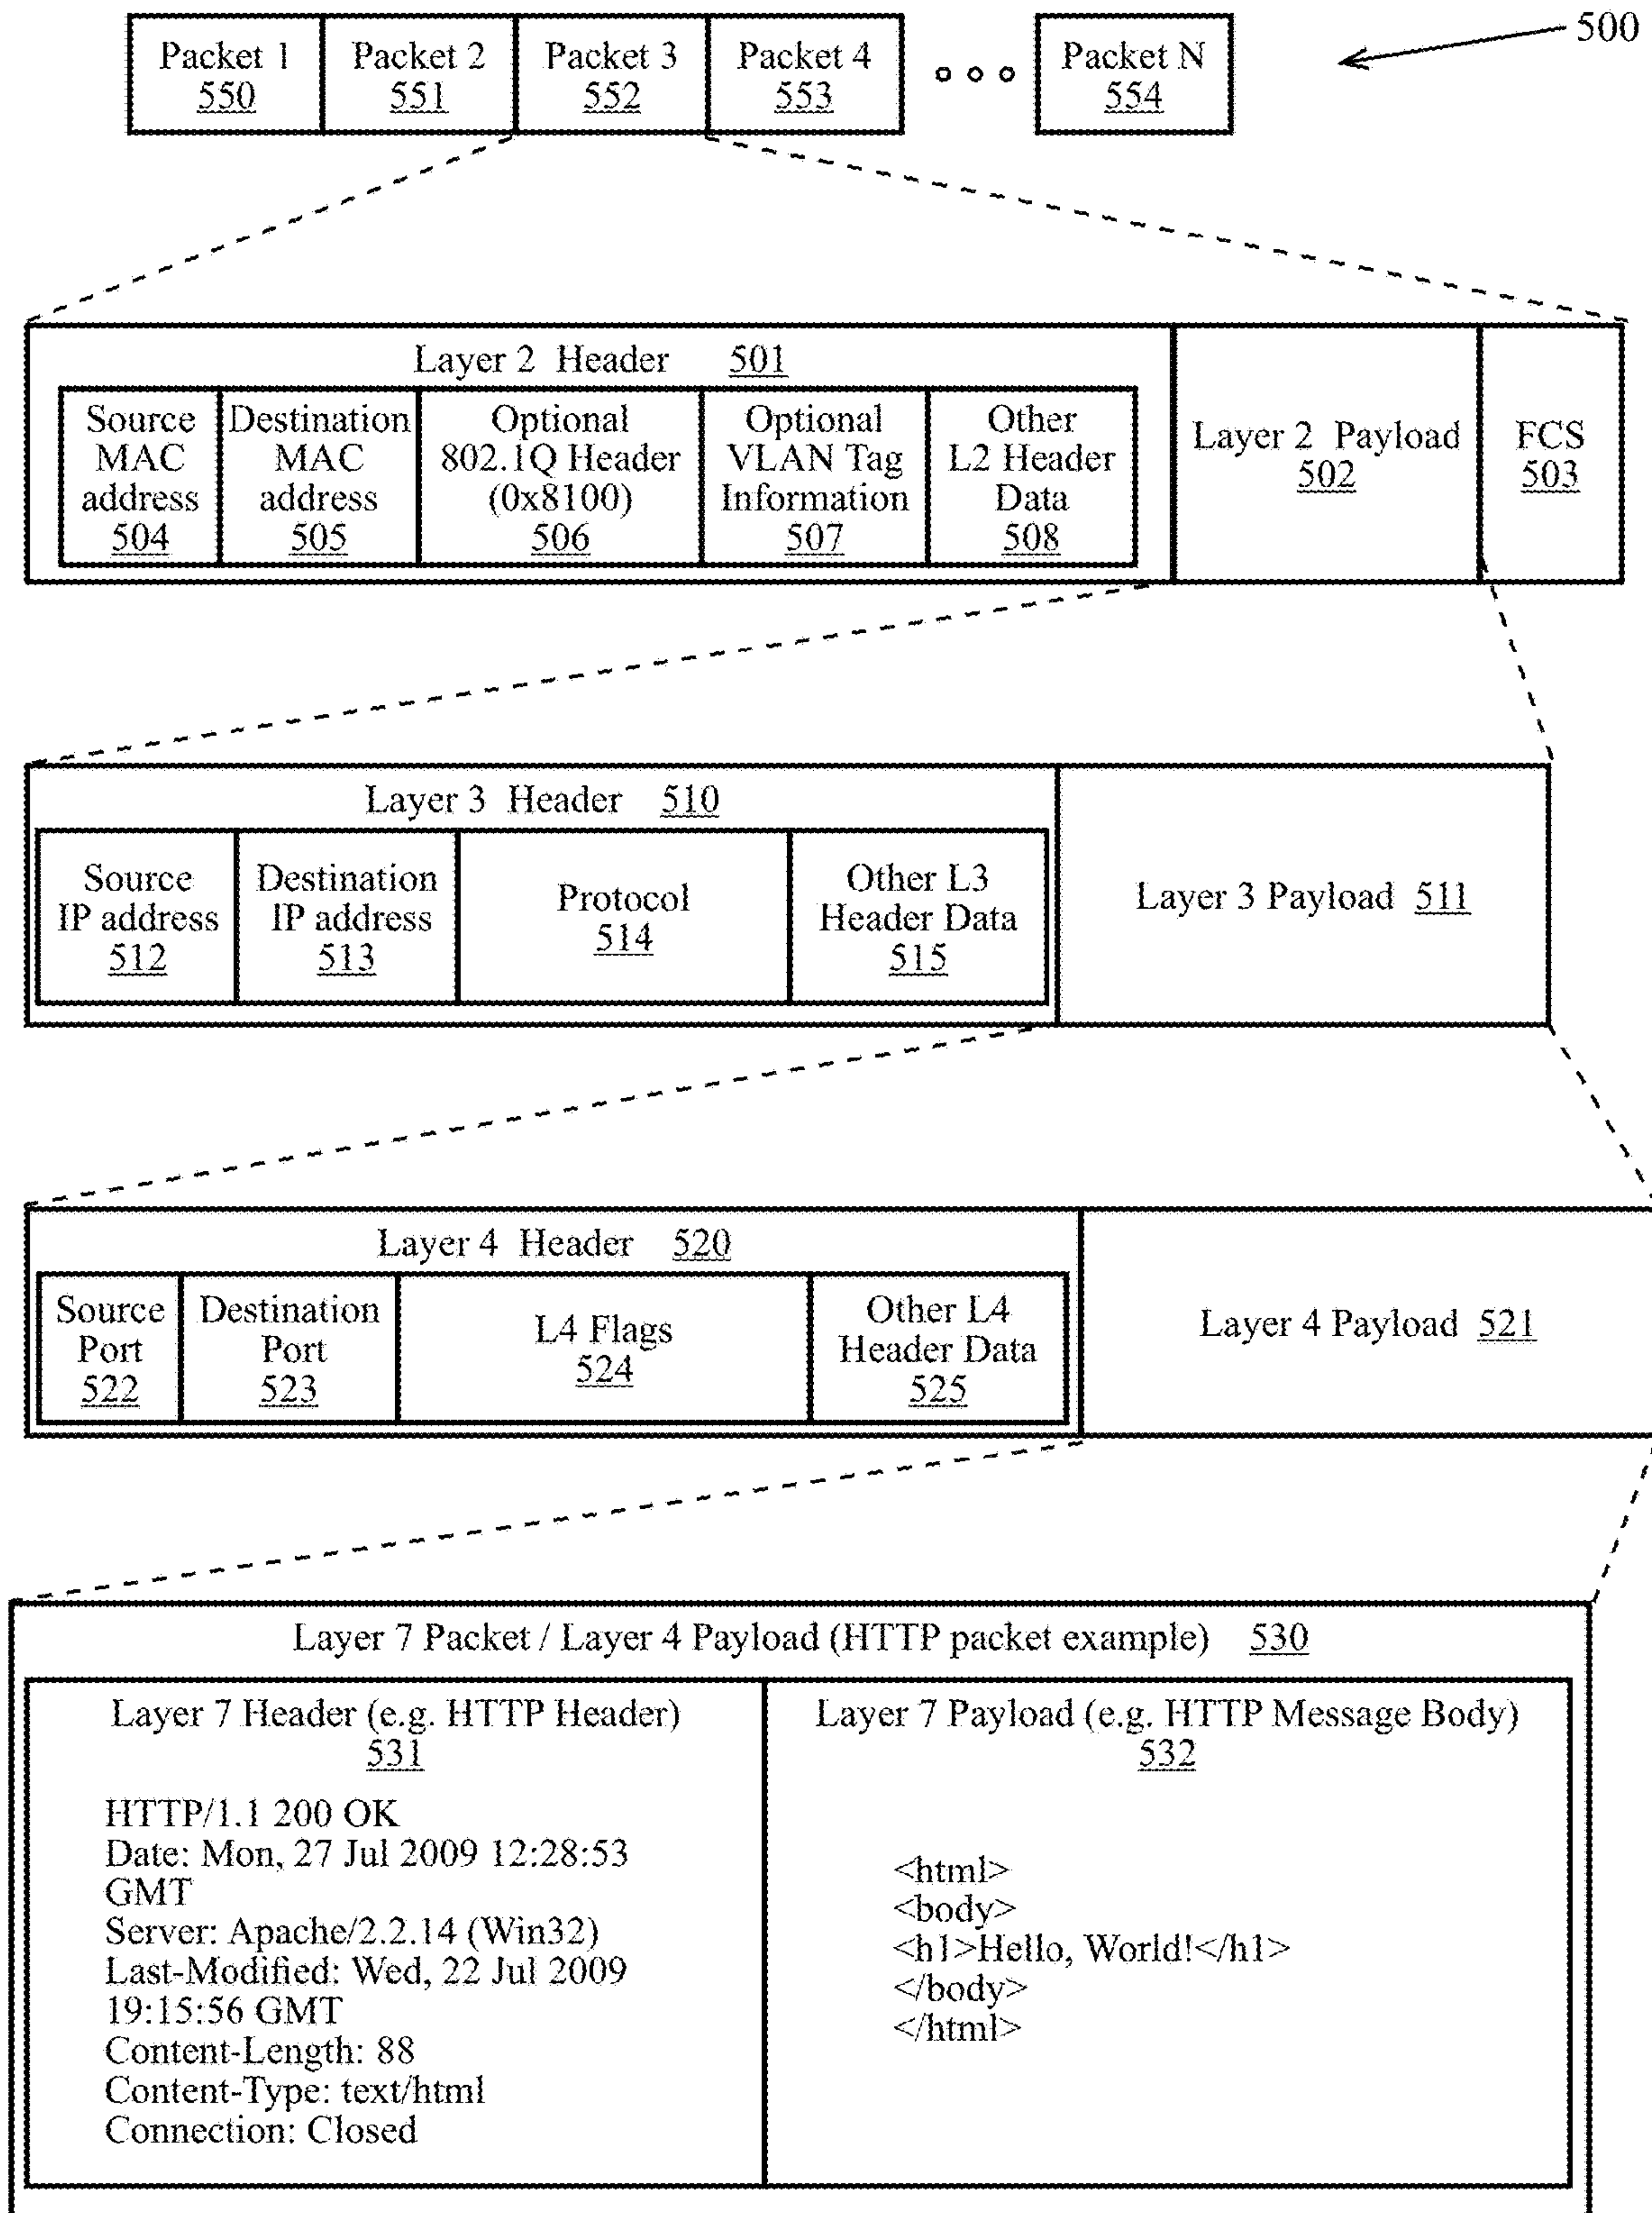 500
Packet 1
550
Packet 2
551
Packet 3
552
Packet 4
553
Packet N
554
Layer 2 Header 501
Source
MAC
address
504
Destination
MAC
address
505
Optional
802.1Q Header
(0x8100)
506
Optional
VLAN Tag
Information
507
Other
L2 Header
Data
508
Layer 2 Payload
502
FCS
503
Layer 3 Header 510
Source
IP address
512
Destination
IP address
513
Protocol
514
Other L3
Header Data
515
Layer 3 Payload 511
Layer 4 Header 520
Source
Port
522
Destination
Port
523
L4 Flags
524
Other L4
Header Data
525
Layer 4 Payload 521
Layer 7 Packet / Layer 4 Payload (HTTP packet example) 530
Layer 7 Header (e.g. HTTP Header)
531
HTTP/1.1 200 OK
Date: Mon, 27 Jul 2009 12:28:53
GMT
Server: Apache/2.2.14 (Win32)
Last-Modified: Wed, 22 Jul 2009
19:15:56 GMT
Content-Length: 88
Content-Type: text/html
Connection: Closed
Layer 7 Payload (e.g. HTTP Message Body)
532
<html>
<body>
<h1>Hello, World!</h1>
</body>
</html>